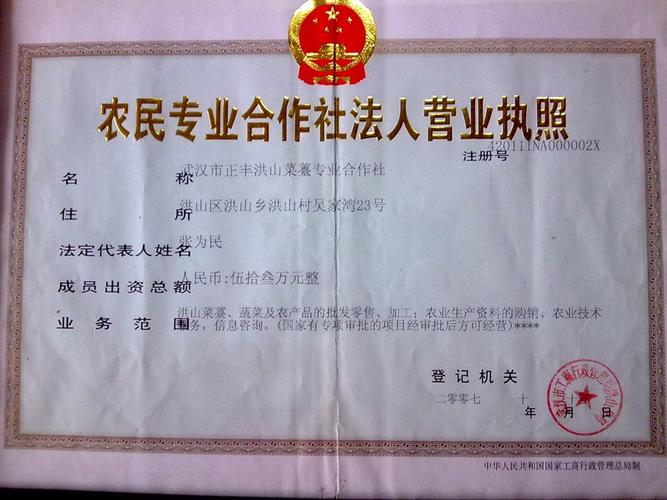 农民专业合作社法人营业执照
注册号 420111NA000002X
名称 武汉市正丰洪山菜薹专业合作社
住所 洪山区洪山乡洪山村吴家湾23号
法定代表人姓名 张为民
成员出资总额 人民币:伍拾叁万元整
业务范围 洪山菜薹、蔬菜及农产品的批发零售、加工；农业生产资料的购销、农业技术
服务，信息咨询。(国家有专项审批的项目经审批后方可经营)****
登记机关
二零零七年十月 日
中华人民共和国国家工商行政管理总局制